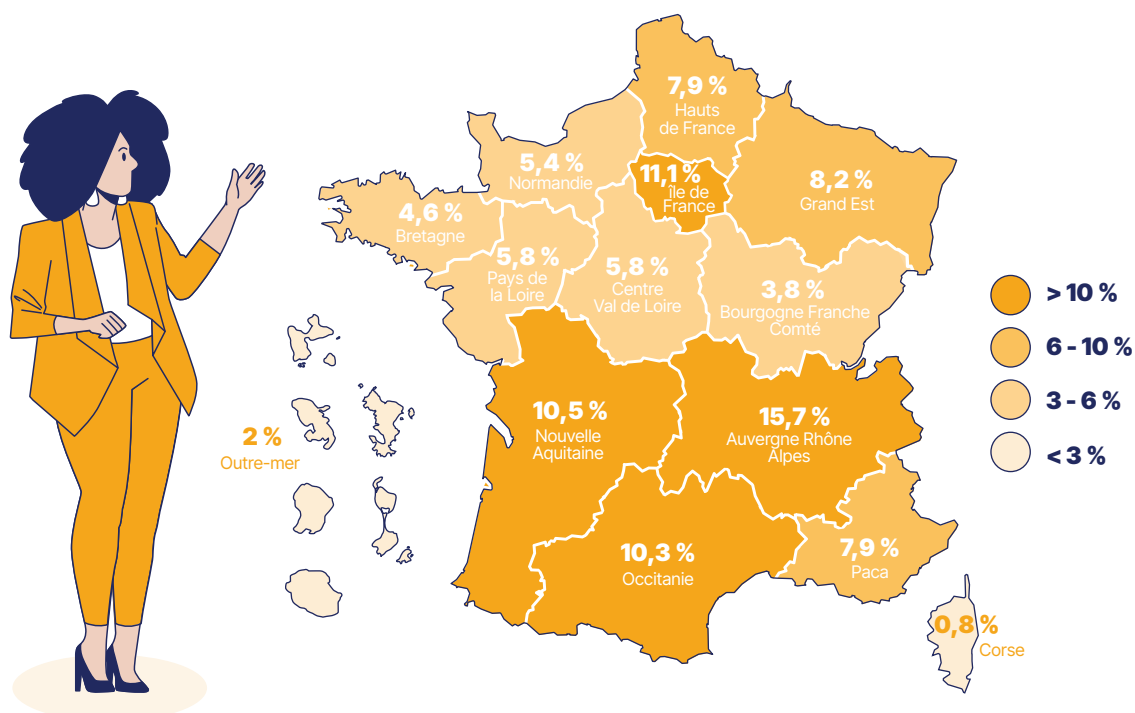 7,9 %
Hauts
de France
5,4 %
Normandie
11,1 %
île de
France
8,2 %
Grand Est
4,6 %
Bretagne
5,8 %
Pays de
la Loire
5,8 %
Centre
Val de Loire
3,8 %
Bourgogne Franche
Comté
> 10 %
6 - 10 %
3 - 6 %
< 3 %
10,5 %
Nouvelle
Aquitaine
15,7 %
Auvergne Rhône
Alpes
2 %
Outre-mer
10,3 %
Occitanie
7,9 %
Paca
0,8 %
Corse